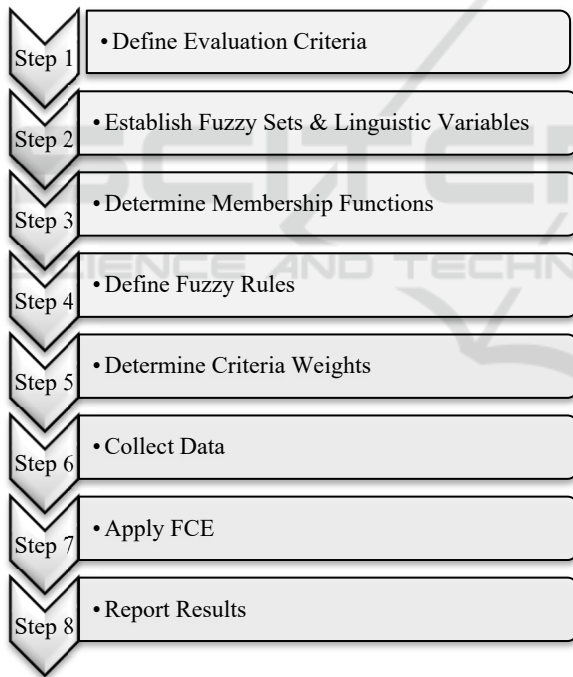 Step 1
• Define Evaluation Criteria
Step 2
• Establish Fuzzy Sets & Linguistic Variables
Step 3
• Determine Membership Functions
Step 4
• Define Fuzzy Rules
Step 5
• Determine Criteria Weights
Step 6
• Collect Data
Step 7
• Apply FCE
Step 8
• Report Results